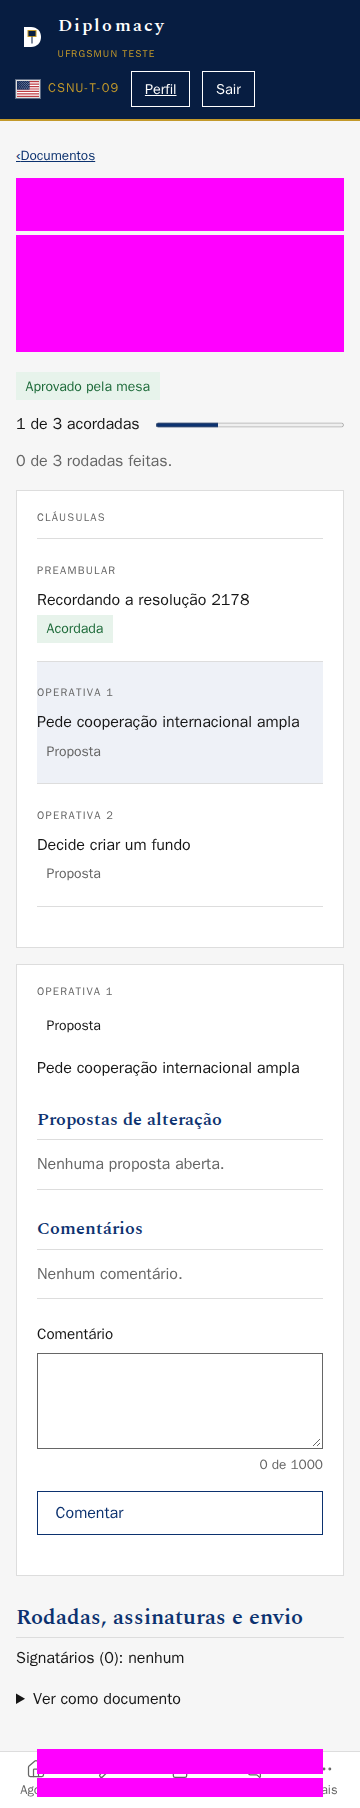 Diplomacy
UFRGSMUN TESTE
CSNU-T-09
Perfil
Sair
‹Documentos
Aprovado pela mesa
1 de 3 acordadas
0 de 3 rodadas feitas.
CLÁUSULAS
PREAMBULAR
Recordando a resolução 2178
Acordada
OPERATIVA 1
Pede cooperação internacional ampla
Proposta
OPERATIVA 2
Decide criar um fundo
Proposta
OPERATIVA 1
Proposta
Pede cooperação internacional ampla
Propostas de alteração
Nenhuma proposta aberta.
Comentários
Nenhum comentário.
Comentário
0 de 1000
Comentar
Rodadas, assinaturas e envio
Signatários (0): nenhum
Ver como documento